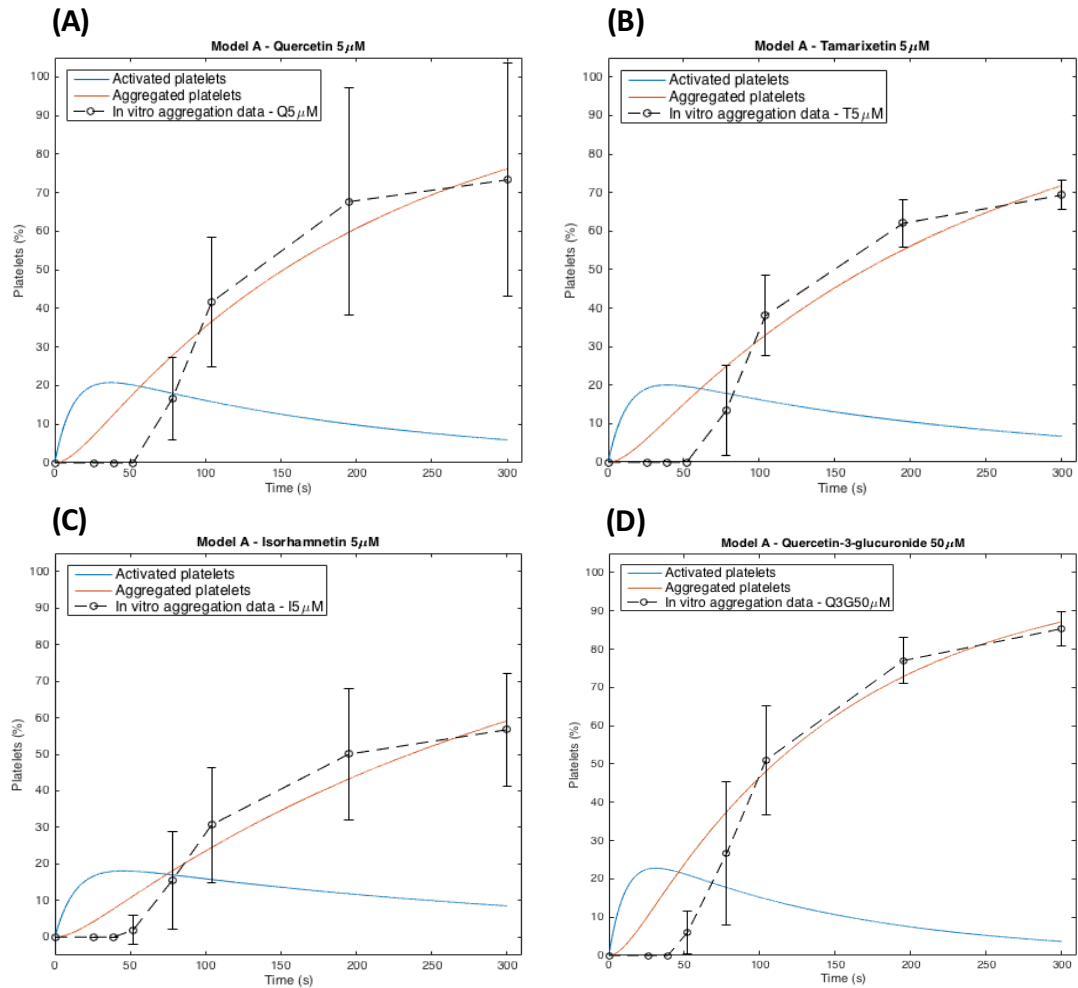 (A)
Model A - Quercetin 5μM
Activated platelets
Aggregated platelets
In vitro aggregation data - Q5μM
100
90
80
70
60
50
40
30
20
10
0
Platelets (%)
0 50 100 150 200 250 300
Time (s)
(B)
Model A - Tamarixetin 5μM
Activated platelets
Aggregated platelets
In vitro aggregation data - T5μM
100
90
80
70
60
50
40
30
20
10
0
Platelets (%)
0 50 100 150 200 250 300
Time (s)
(C)
Model A - Isorhamnetin 5μM
Activated platelets
Aggregated platelets
In vitro aggregation data - I5μM
100
90
80
70
60
50
40
30
20
10
0
Platelets (%)
0 50 100 150 200 250 300
Time (s)
(D)
Model A - Quercetin-3-glucuronide 50μM
Activated platelets
Aggregated platelets
In vitro aggregation data - Q3G50μM
100
90
80
70
60
50
40
30
20
10
0
Platelets (%)
0 50 100 150 200 250 300
Time (s)